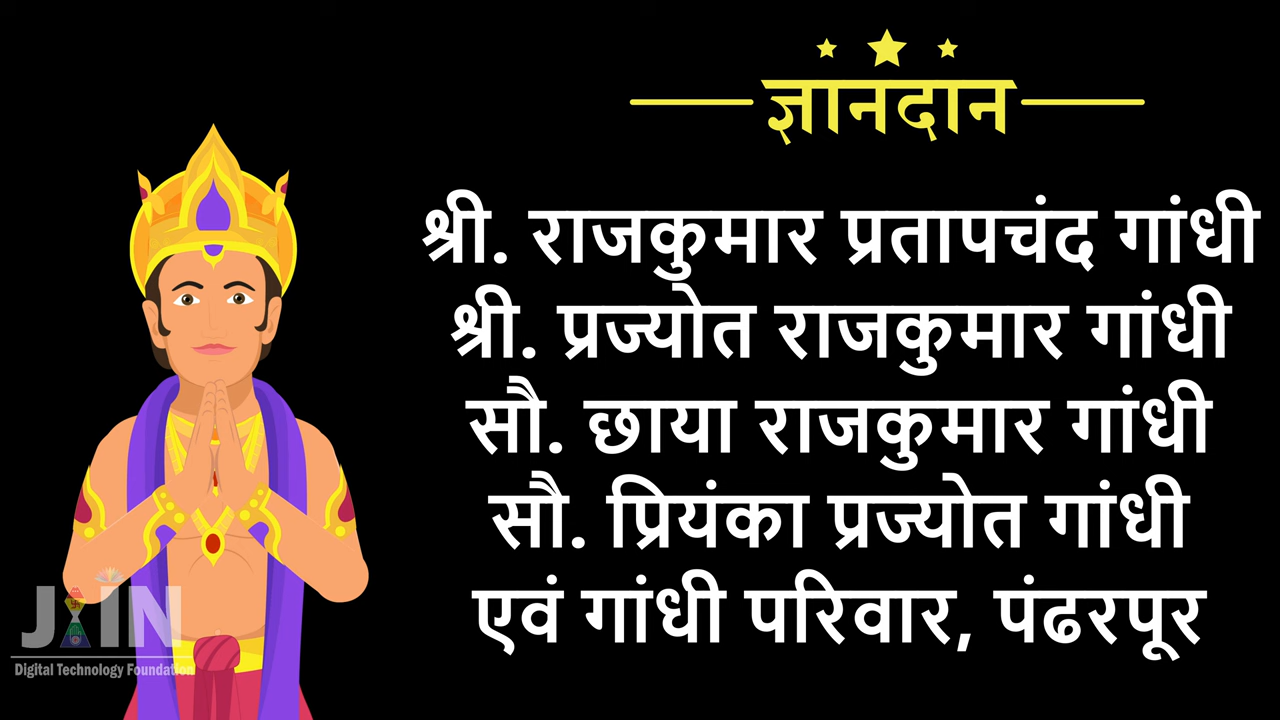 ज्ञानदान
श्री. राजकुमार प्रतापचंद गांधी
श्री. प्रज्योत राजकुमार गांधी
सौ. छाया राजकुमार गांधी
सौ. प्रियंका प्रज्योत गांधी
एवं गांधी परिवार, पंढरपूर
JAIN
Digital Technology Foundation